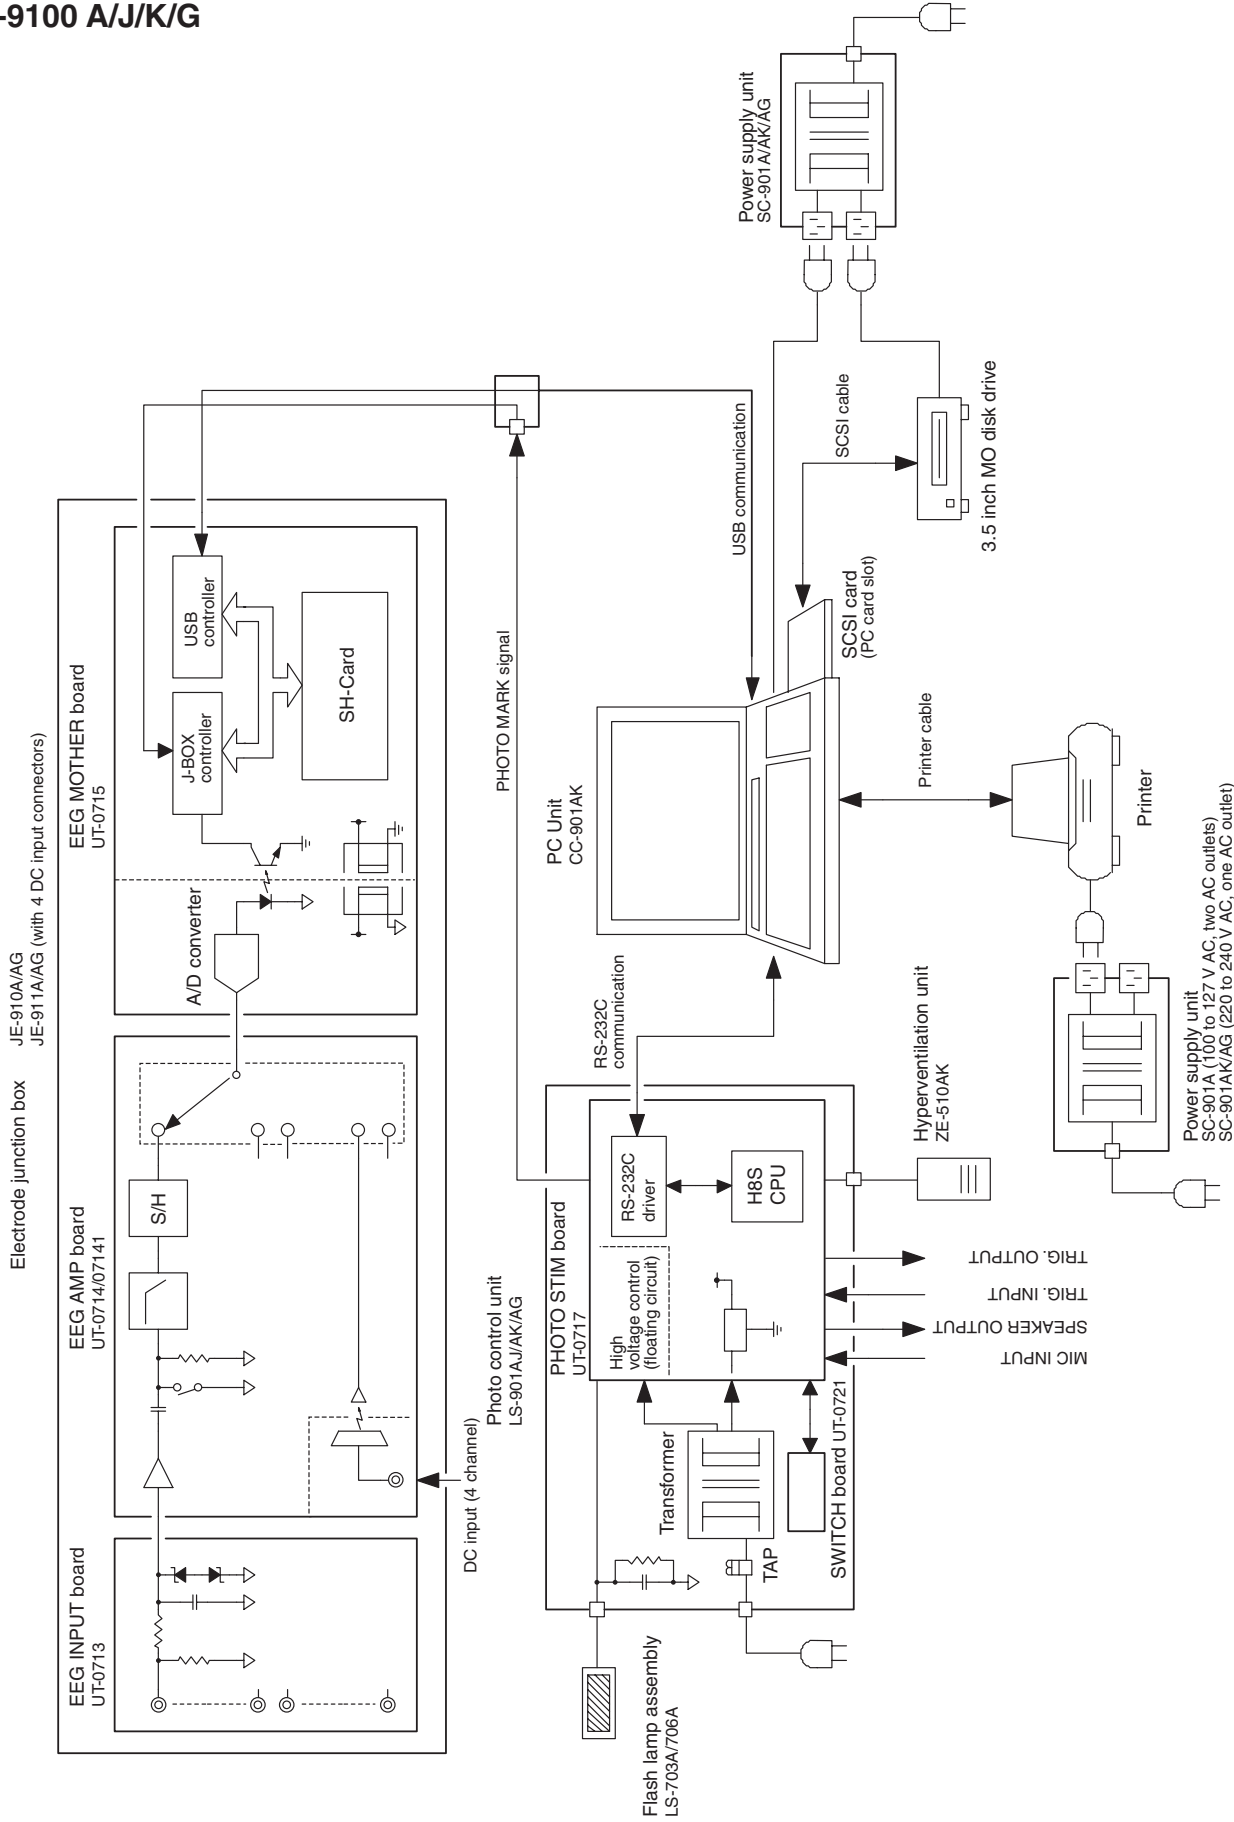 -9100 A/J/K/G
Electrode junction box
JE-910A/AG
JE-911A/AG (with 4 DC input connectors)
EEG INPUT board
UT-0713
EEG AMP board
UT-0714/07141
S/H
DC input (4 channel)
EEG MOTHER board
UT-0715
A/D converter
J-BOX
controller
USB
controller
SH-Card
PHOTO MARK signal
USB communication
Photo control unit
LS-901AJ/AK/AG
PHOTO STIM board
UT-0717
High
voltage control
(floating circuit)
RS-232C
driver
H8S
CPU
RS-232C
communication
Transformer
TAP
SWITCH board UT-0721
Flash lamp assembly
LS-703A/706A
MIC INPUT
SPEAKER OUTPUT
TRIG. INPUT
TRIG. OUTPUT
Hyperventilation unit
ZE-510AK
PC Unit
CC-901AK
SCSI card
(PC card slot)
SCSI cable
3.5 inch MO disk drive
Power supply unit
SC-901A/AK/AG
Printer cable
Printer
Power supply unit
SC-901A (100 to 127 V AC, two AC outlets)
SC-901AK/AG (220 to 240 V AC, one AC outlet)